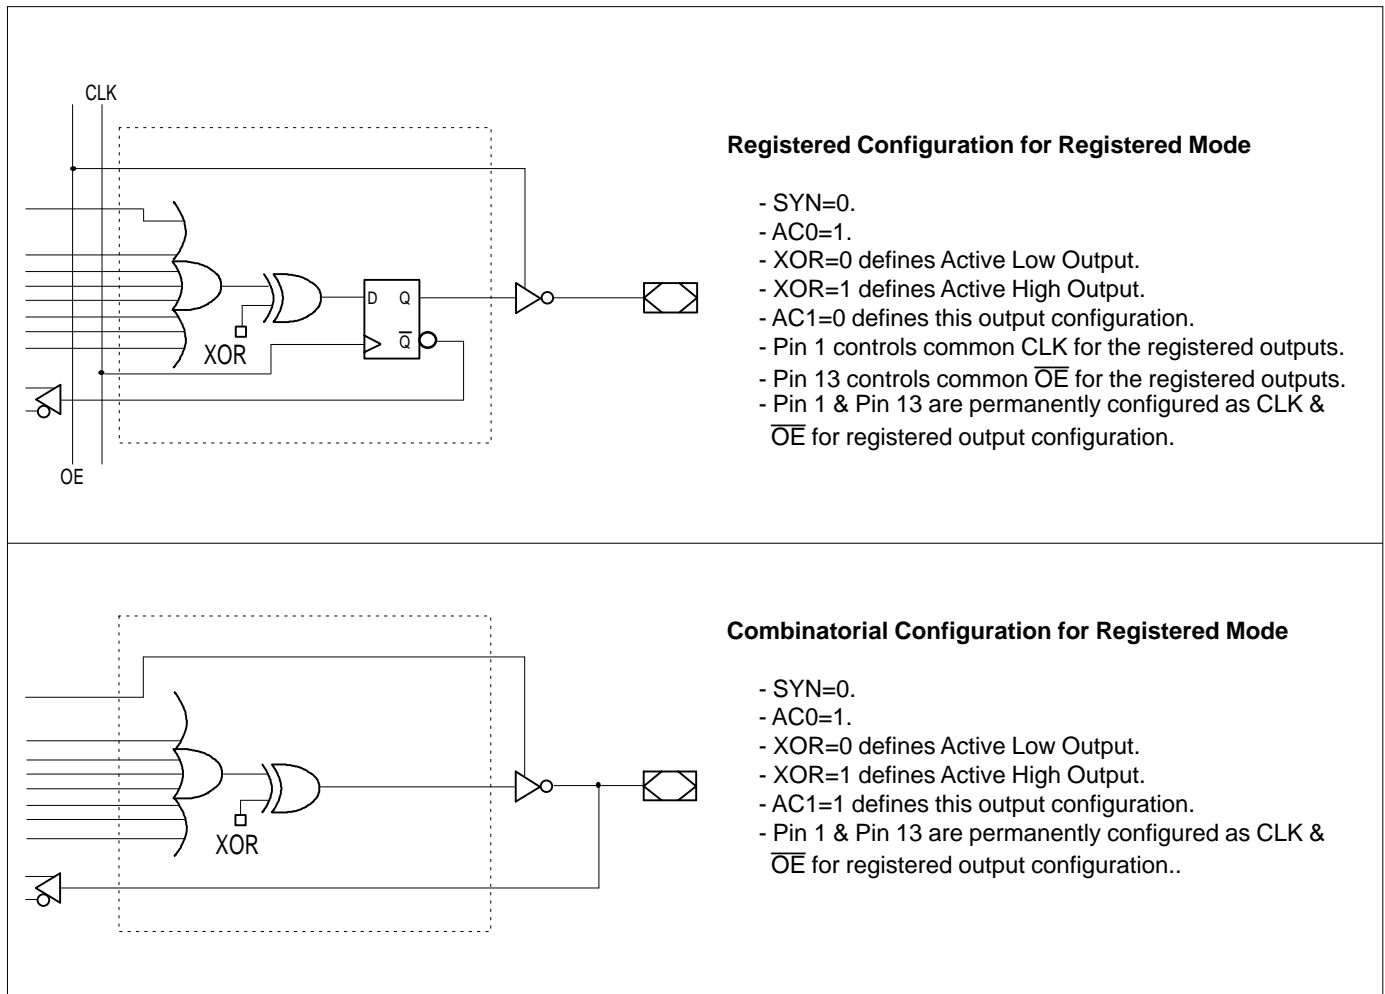 CLK
Registered Configuration for Registered Mode
- SYN=0.
- AC0=1.
- XOR=0 defines Active Low Output.
- XOR=1 defines Active High Output.
- AC1=0 defines this output configuration.
- Pin 1 controls common CLK for the registered outputs.
- Pin 13 controls common O̅E̅ for the registered outputs.
- Pin 1 & Pin 13 are permanently configured as CLK &
O̅E̅ for registered output configuration.
D Q
Q̅
XOR
OE
Combinatorial Configuration for Registered Mode
- SYN=0.
- AC0=1.
- XOR=0 defines Active Low Output.
- XOR=1 defines Active High Output.
- AC1=1 defines this output configuration.
- Pin 1 & Pin 13 are permanently configured as CLK &
O̅E̅ for registered output configuration..
XOR